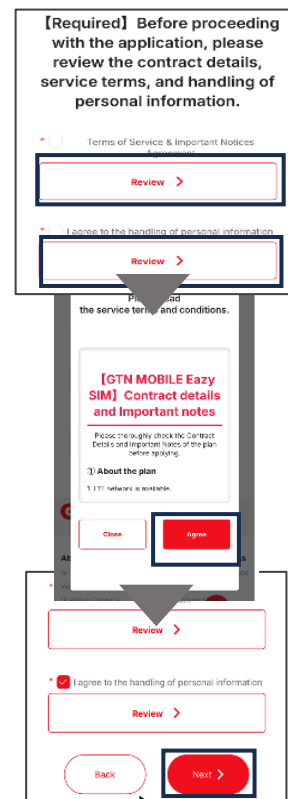 【Required】Before proceeding
with the application, please
review the contract details,
service terms, and handling of
personal information.
* Terms of Service & Important Notices
Agreement
Review >
* I agree to the handling of personal information
Review >
the service terms and conditions.
【GTN MOBILE Eazy
SIM】Contract details
and Important notes
Please thoroughly check the Contract
Details and Important Notes of the plan
before applying.
① About the plan
1. LTE network is available.
Close
Agree
Review >
* I agree to the handling of personal information
Review >
Back
Next >